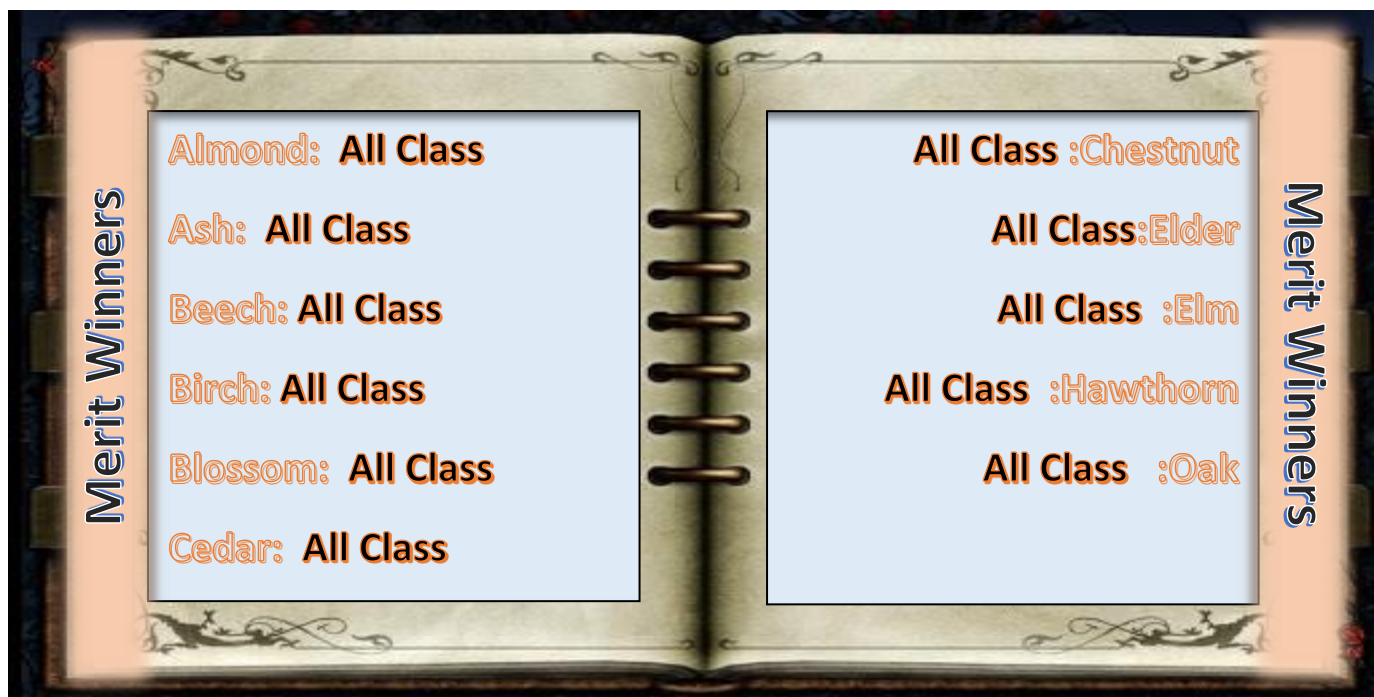 Merit Winners
Almond: All Class
Ash: All Class
Beech: All Class
Birch: All Class
Blossom: All Class
Cedar: All Class
All Class :Chestnut
All Class:Elder
All Class :Elm
All Class :Hawthorn
All Class :Oak
Merit Winners